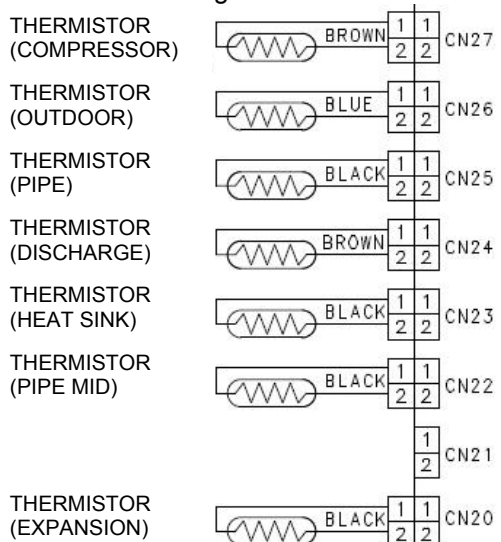 THERMISTOR
(COMPRESSOR)
BROWN 1 1 CN27
2 2
THERMISTOR
(OUTDOOR)
BLUE 1 1 CN26
2 2
THERMISTOR
(PIPE)
BLACK 1 1 CN25
2 2
THERMISTOR
(DISCHARGE)
BROWN 1 1 CN24
2 2
THERMISTOR
(HEAT SINK)
BLACK 1 1 CN23
2 2
THERMISTOR
(PIPE MID)
BLACK 1 1 CN22
2 2
1 CN21
2
THERMISTOR
(EXPANSION)
BLACK 1 1 CN20
2 2